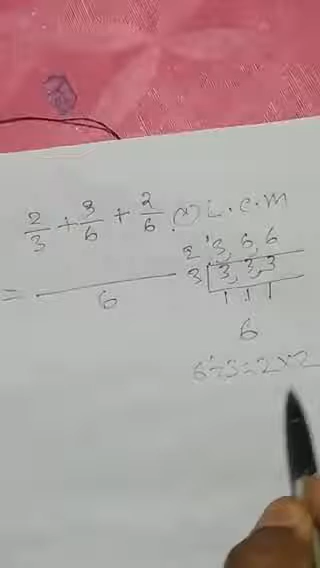 2/3 + 3/6 + 2/6 L.C.M
2 3, 6, 6
3 3, 3, 3
1 1 1
= 
6
6
6÷3=2×2